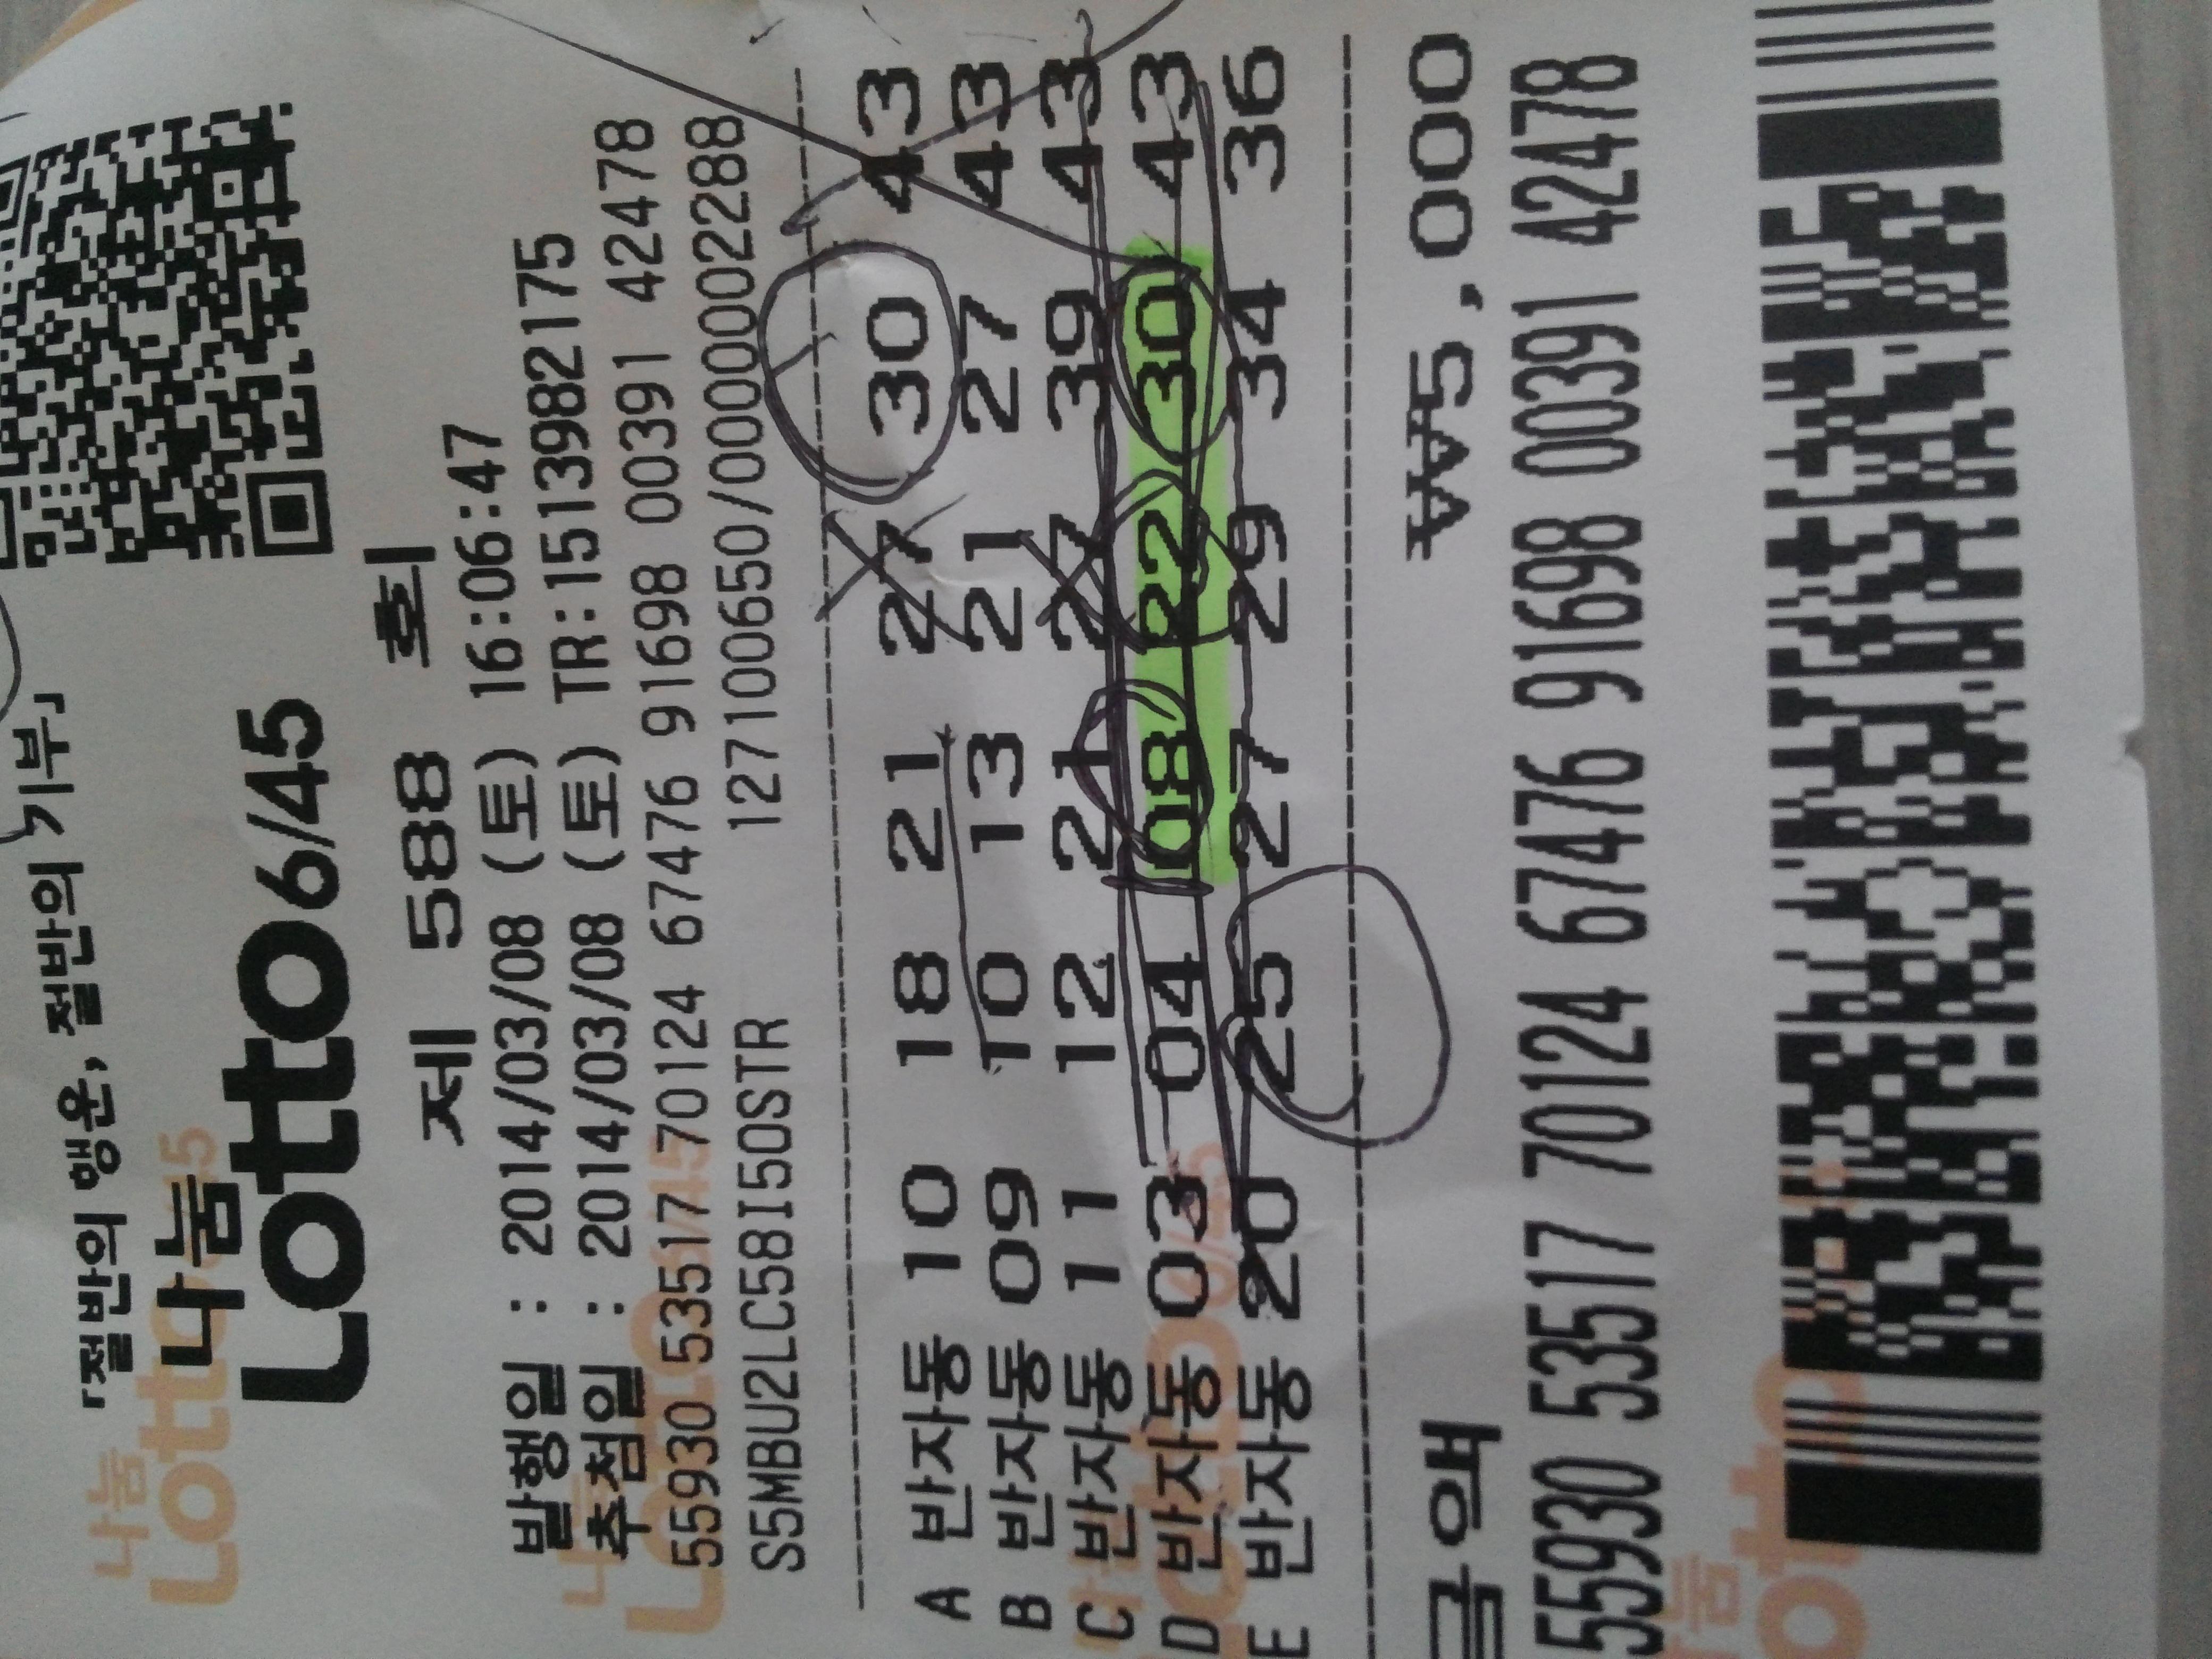 「절반의 행운, 절반의 기부」
나눔
Lotto 6/45
제 588 회
발행일 : 2014/03/08 (토) 16:06:47
추첨일 : 2014/03/08 (토) TR:1513982175
55930 53517 70124 67476 91698 00391 42478
S5MBU2LC58I50STR 127100650/0000002288
A 반자동 10 18 21 27 30 43
B 반자동 09 10 13 21 27 43
C 반자동 11 12 21 27 39 43
D 반자동 03 04 08 22 30 43
E 반자동 20 25 27 29 34 36
금액 ₩5,000
55930 53517 70124 67476 91698 00391 42478